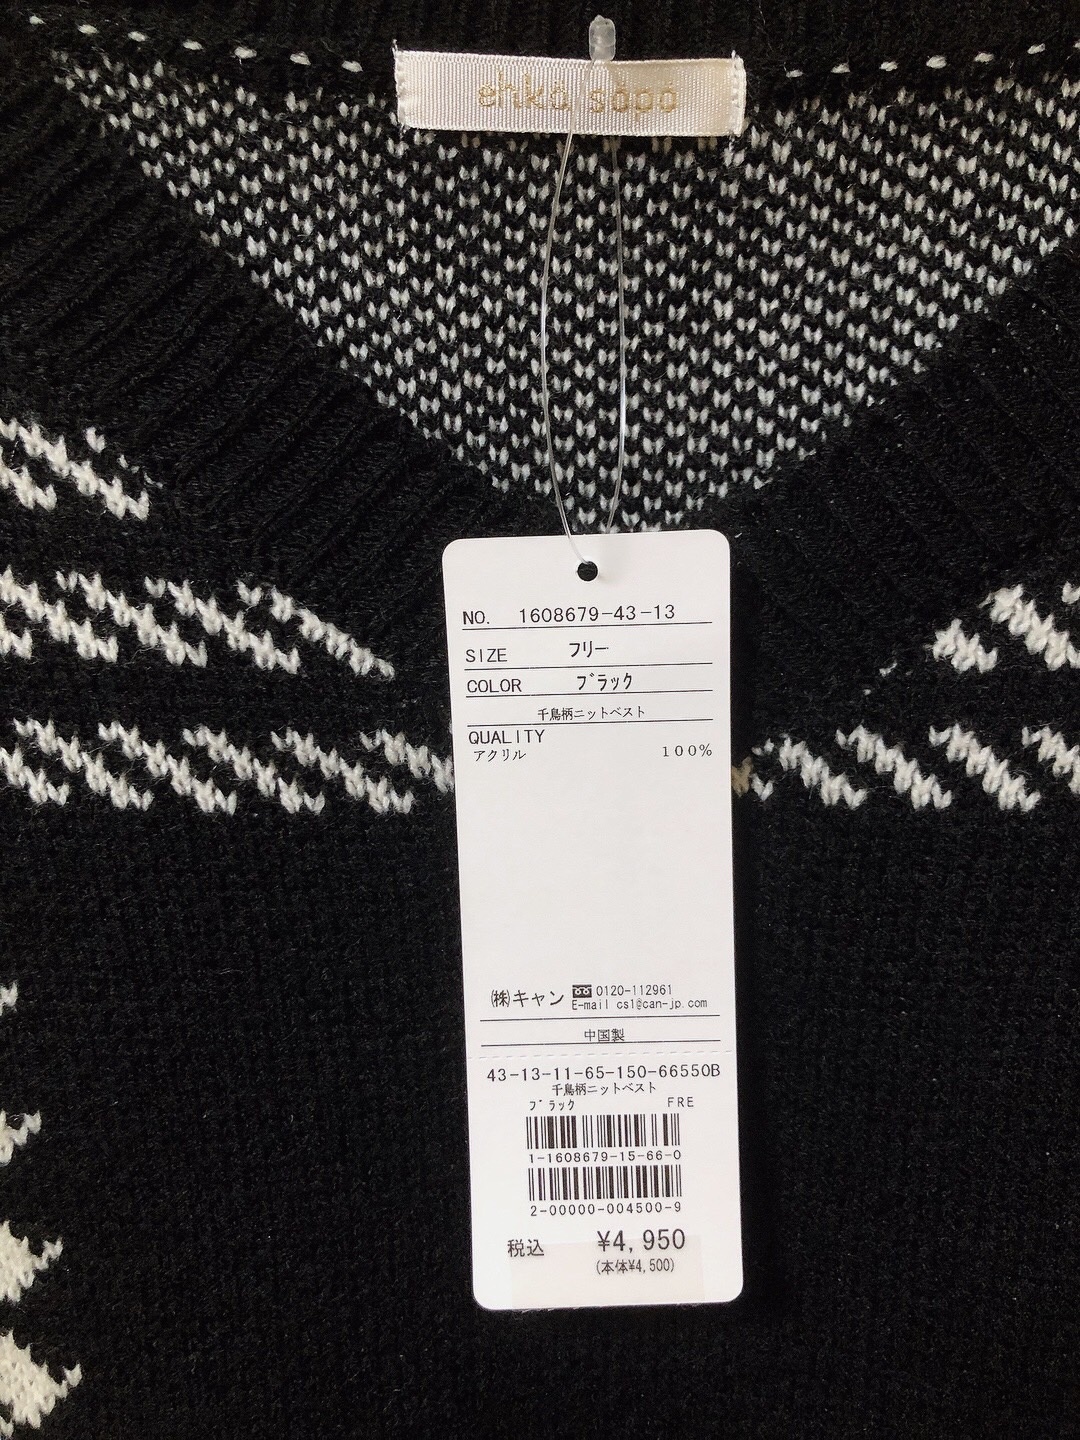 ehka sopo
NO. 1608679-43-13
SIZE フリー
COLOR ブラック
千鳥柄ニットベスト
QUALITY
アクリル 100%
㈱キャン 0120-112961
E-mail cs1@can-jp.com
中国製
43-13-11-65-150-66550B
千鳥柄ニットベスト
ブラック FRE
1-1608679-15-66-0
2-00000-004500-9
税込 ¥4,950
(本体¥4,500)